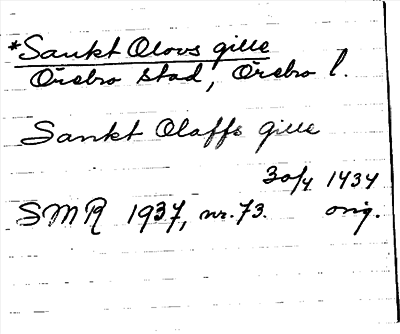 *Sankt Olovs gille
Örebro stad, Örebro l.
Sankt Olaffs gille
30/4 1434
SMR 1937, nr. 73. orig.